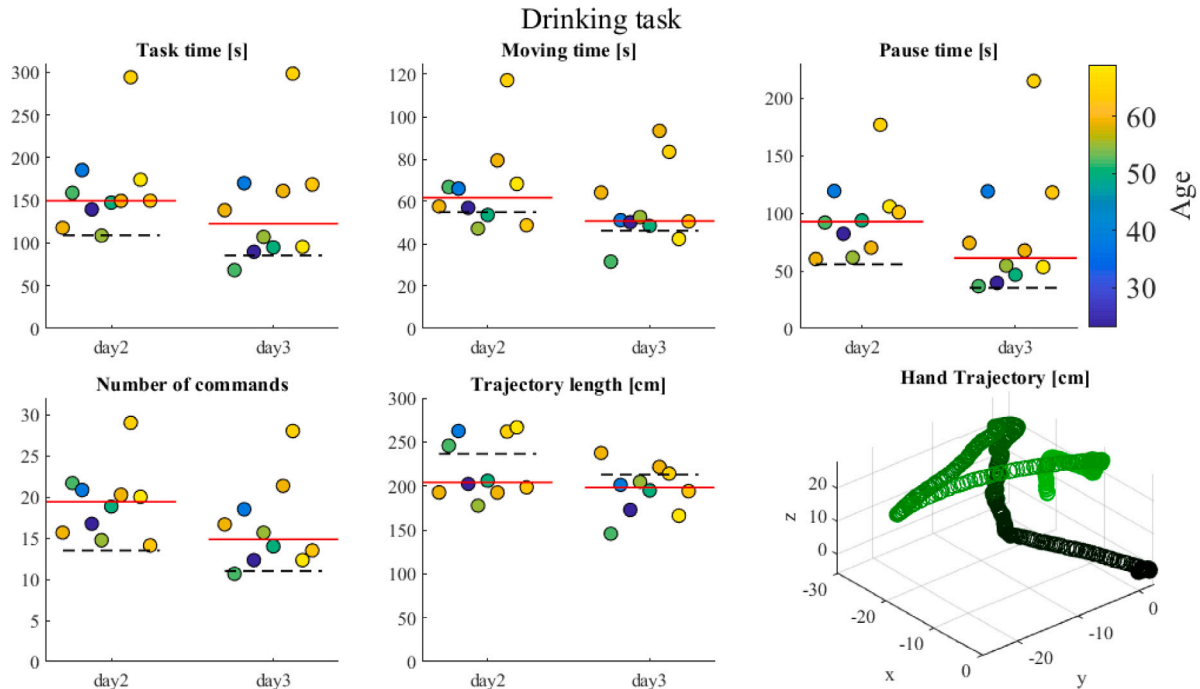 Drinking task
Task time [s]
300
250
200
150
100
50
0
day2 day3
Moving time [s]
120
100
80
60
40
20
0
day2 day3
Pause time [s]
200
150
100
50
0
day2 day3
60
50
40
30
Age
Number of commands
30
25
20
15
10
5
0
day2 day3
Trajectory length [cm]
300
250
200
150
100
50
0
day2 day3
Hand Trajectory [cm]
20
10
0
z
-30
-20
-10
0
x
-20
-10
0
y